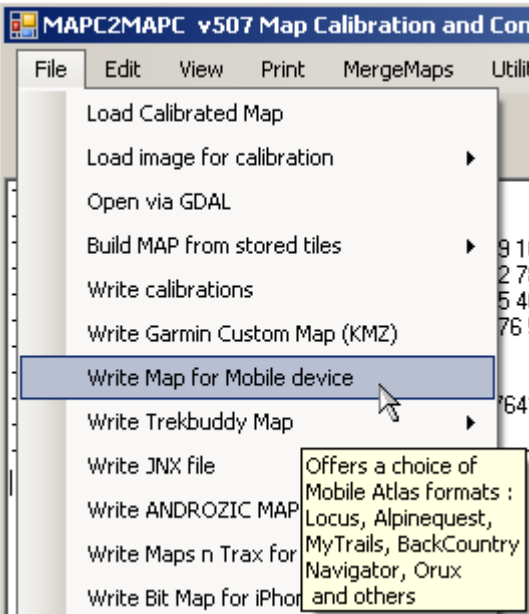 MAPC2MAPC v507 Map Calibration and
File Edit View Print MergeMaps
Load Calibrated Map
Load image for calibration
Open via GDAL
Build MAP from stored tiles
Write calibrations
Write Garmin Custom Map (KMZ)
Write Map for Mobile device
Write Trekbuddy Map
Write JNX file
Write ANDROZIC MAP
Write Maps n Trax for
Write Bit Map for
Offers a choice of
Mobile Atlas formats :
Locus, Alpinequest,
MyTrails, BackCountry
Navigator, Orux
and others